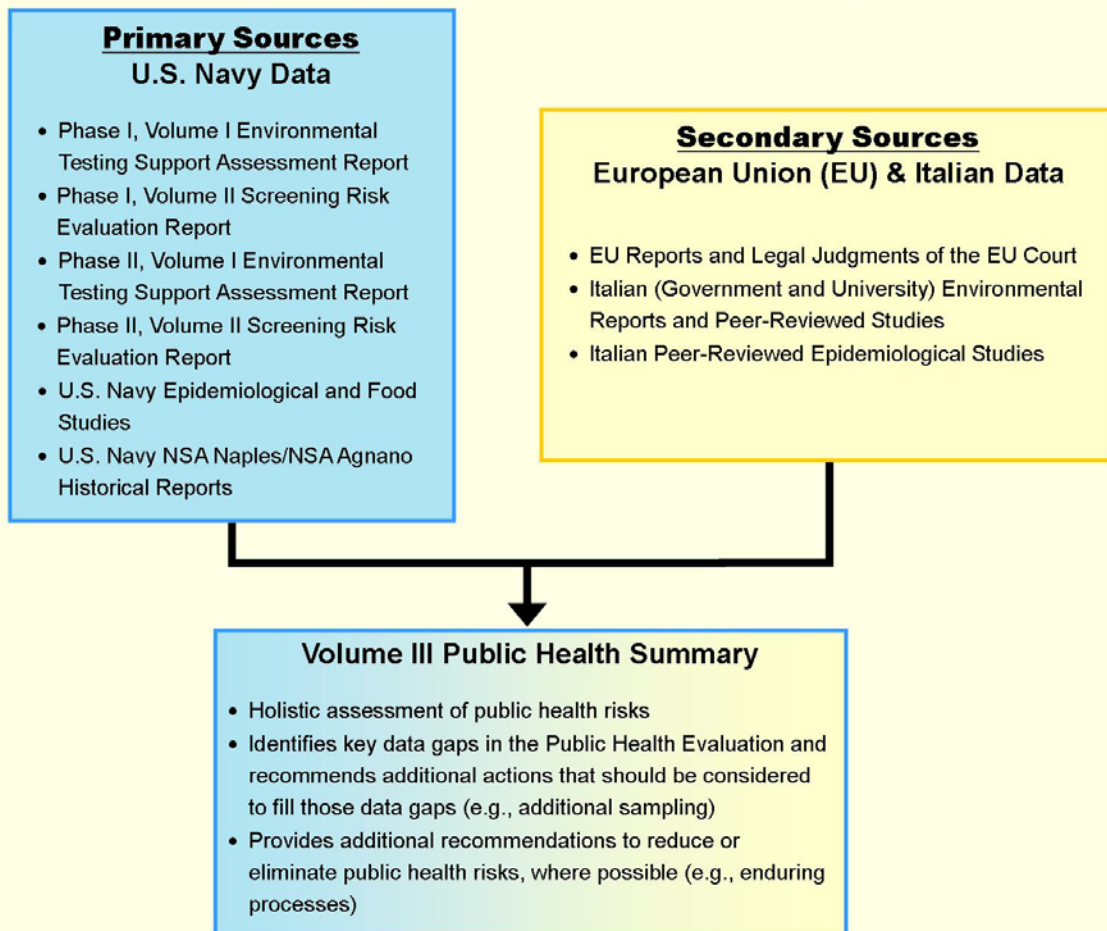 Primary Sources
U.S. Navy Data
• Phase I, Volume I Environmental
Testing Support Assessment Report
• Phase I, Volume II Screening Risk
Evaluation Report
• Phase II, Volume I Environmental
Testing Support Assessment Report
• Phase II, Volume II Screening Risk
Evaluation Report
• U.S. Navy Epidemiological and Food
Studies
• U.S. Navy NSA Naples/NSA Agnano
Historical Reports
Secondary Sources
European Union (EU) & Italian Data
• EU Reports and Legal Judgments of the EU Court
• Italian (Government and University) Environmental
Reports and Peer-Reviewed Studies
• Italian Peer-Reviewed Epidemiological Studies
Volume III Public Health Summary
• Holistic assessment of public health risks
• Identifies key data gaps in the Public Health Evaluation and
recommends additional actions that should be considered
to fill those data gaps (e.g., additional sampling)
• Provides additional recommendations to reduce or
eliminate public health risks, where possible (e.g., enduring
processes)